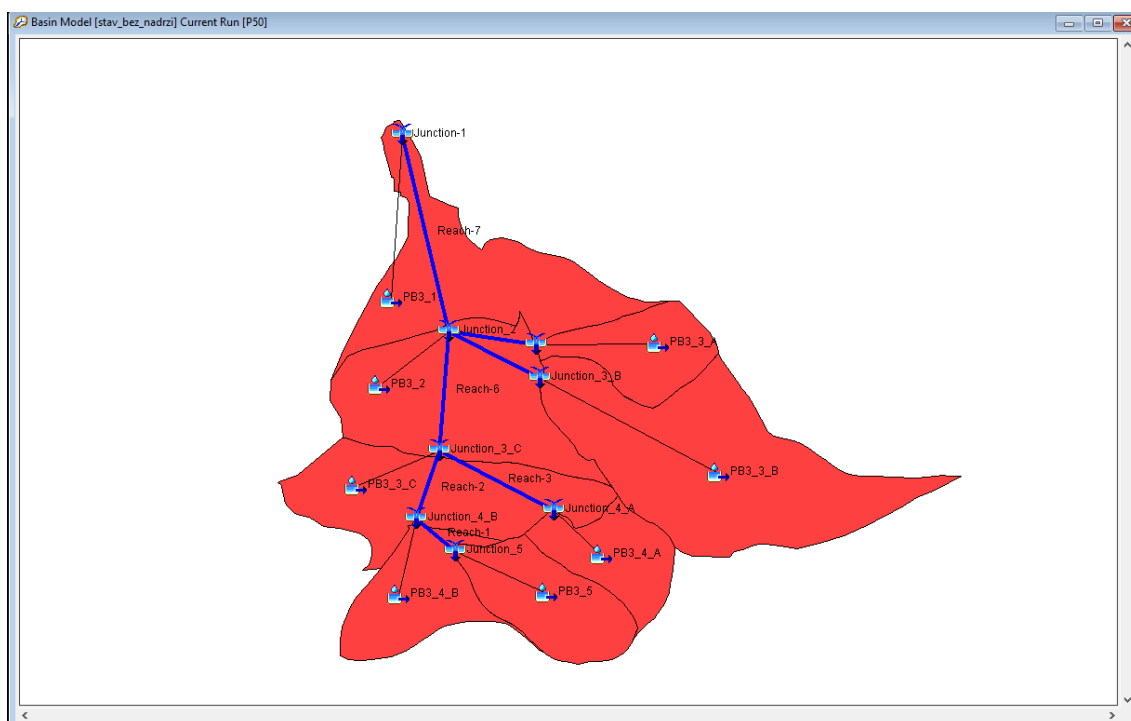 Basin Model [stav_bez_nadrzi] Current Run [P50]
Junction-1
Reach-7
PB3_1
Junction_2
PB3_3_A
Junction_3_B
PB3_2
Reach-6
Junction_3_C
PB3_3_B
Reach-3
PB3_3_C
Reach-2
Junction_4_A
Junction_4_B
Reach-1
Junction_5
PB3_4_A
PB3_4_B
PB3_5